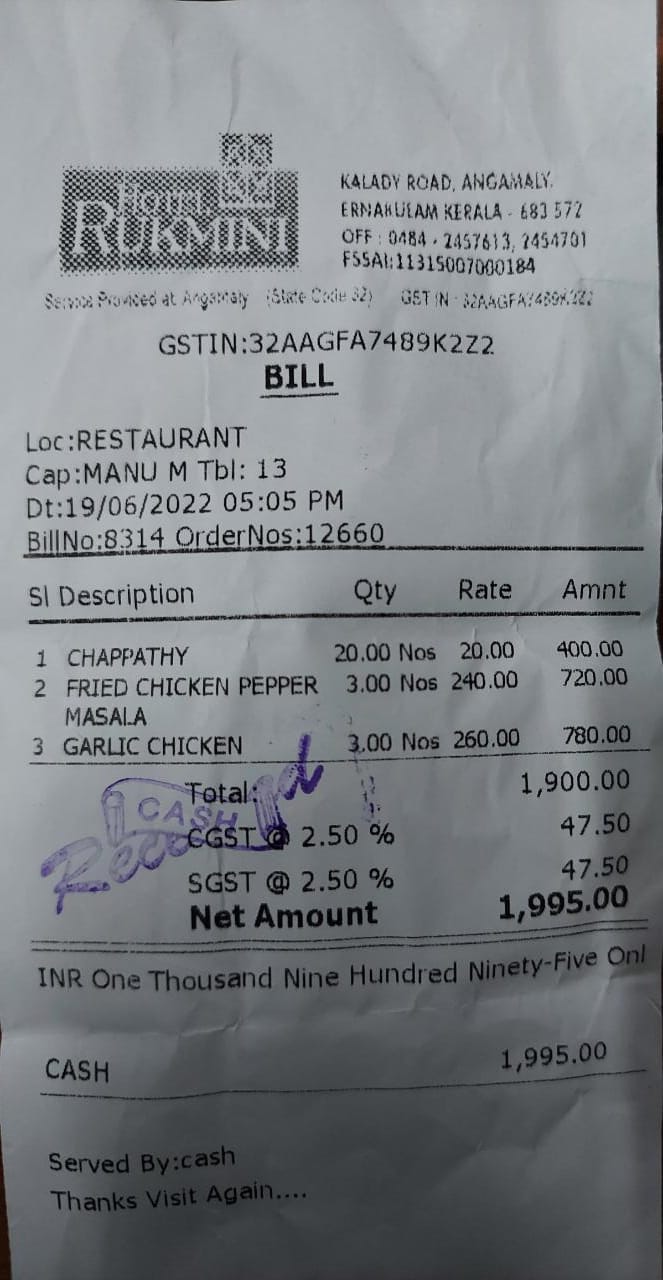 HOTEL
RUKMINI
KALADY ROAD, ANGAMALY.
ERNAKULAM KERALA - 683 572
OFF : 0484 - 2457613, 2454701
FSSAI:11315007000184
Service Provided at Angamaly (State Code 32) GSTIN : 32AAGFA7489K2Z2
GSTIN:32AAGFA7489K2Z2
BILL
Loc:RESTAURANT
Cap:MANU M Tbl: 13
Dt:19/06/2022 05:05 PM
BillNo:8314 OrderNos:12660
Sl Description Qty Rate Amnt
1 CHAPPATHY 20.00 Nos 20.00 400.00
2 FRIED CHICKEN PEPPER 3.00 Nos 240.00 720.00
MASALA
3 GARLIC CHICKEN 3.00 Nos 260.00 780.00
Total: 1,900.00
CASH
CGST @ 2.50 % 47.50
Received
SGST @ 2.50 % 47.50
Net Amount 1,995.00
INR One Thousand Nine Hundred Ninety-Five Onl
CASH 1,995.00
Served By:cash
Thanks Visit Again....